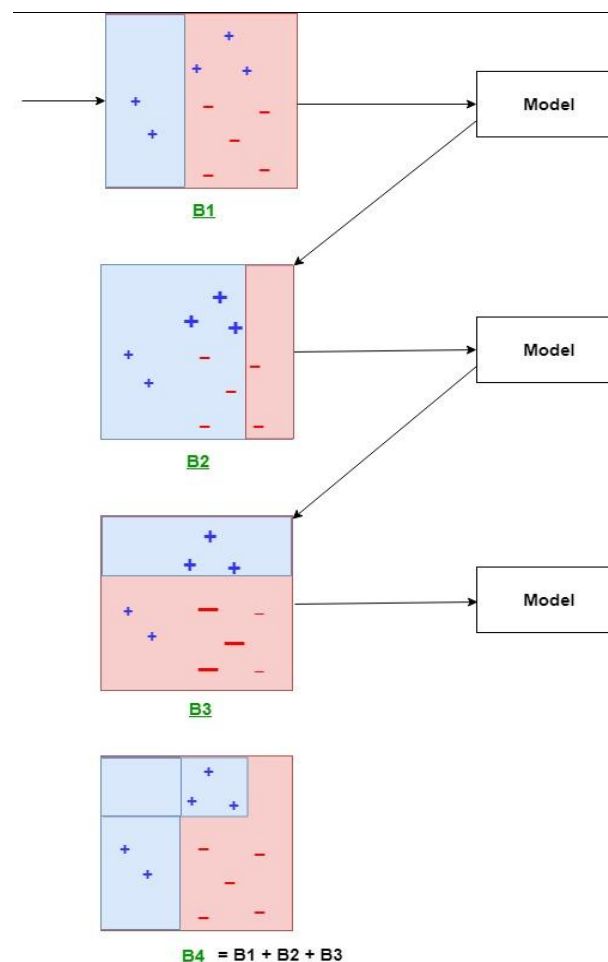 Model
B1
Model
B2
Model
B3
B4 = B1 + B2 + B3